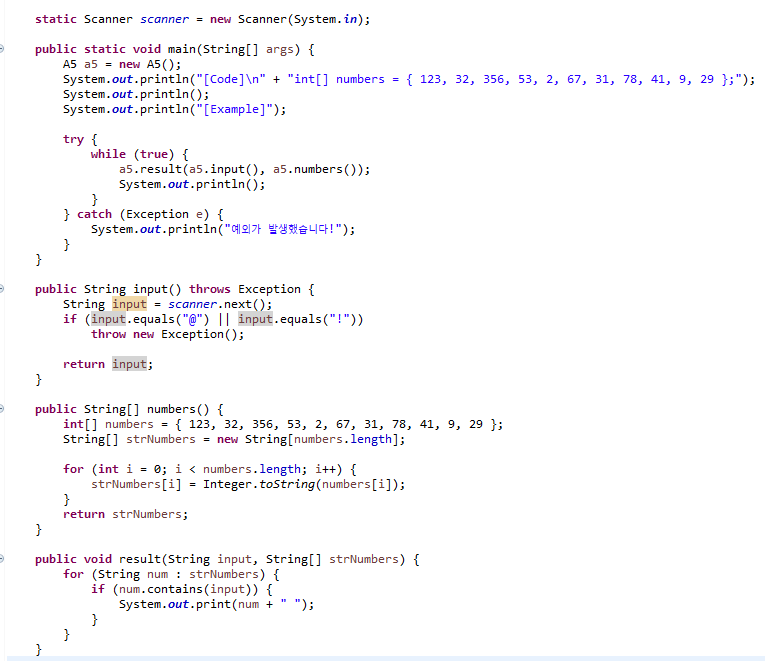 static Scanner scanner = new Scanner(System.in);
public static void main(String[] args) {
A5 a5 = new A5();
System.out.println("[Code]\n" + "int[] numbers = { 123, 32, 356, 53, 2, 67, 31, 78, 41, 9, 29 };");
System.out.println();
System.out.println("[Example]");
try {
while (true) {
a5.result(a5.input(), a5.numbers());
System.out.println();
}
} catch (Exception e) {
System.out.println("예외가 발생했습니다!");
}
}
public String input() throws Exception {
String input = scanner.next();
if (input.equals("@") || input.equals("!"))
throw new Exception();
return input;
}
public String[] numbers() {
int[] numbers = { 123, 32, 356, 53, 2, 67, 31, 78, 41, 9, 29 };
String[] strNumbers = new String[numbers.length];
for (int i = 0; i < numbers.length; i++) {
strNumbers[i] = Integer.toString(numbers[i]);
}
return strNumbers;
}
public void result(String input, String[] strNumbers) {
for (String num : strNumbers) {
if (num.contains(input)) {
System.out.print(num + " ");
}
}
}